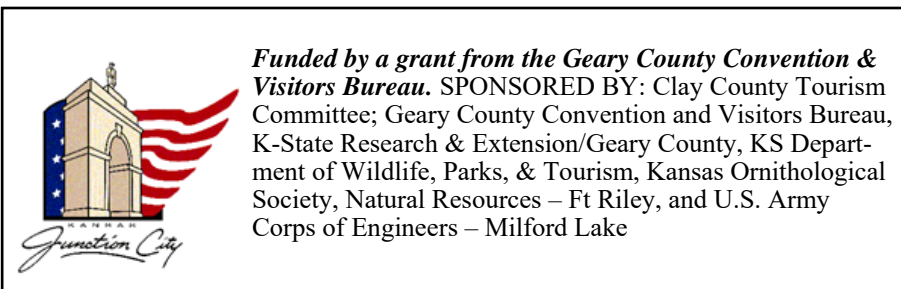 Funded by a grant from the Geary County Convention &
Visitors Bureau. SPONSORED BY: Clay County Tourism
Committee; Geary County Convention and Visitors Bureau,
K-State Research & Extension/Geary County, KS Depart-
ment of Wildlife, Parks, & Tourism, Kansas Ornithological
Society, Natural Resources – Ft Riley, and U.S. Army
Corps of Engineers – Milford Lake
KANSAS
Junction City